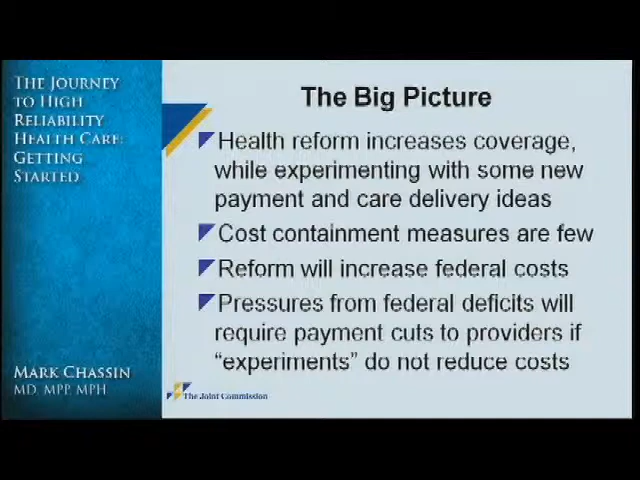 THE JOURNEY
TO HIGH
RELIABILITY
HEALTH CARE:
GETTING
STARTED
MARK CHASSIN
MD, MPP, MPH
The Big Picture
Health reform increases coverage,
while experimenting with some new
payment and care delivery ideas
Cost containment measures are few
Reform will increase federal costs
Pressures from federal deficits will
require payment cuts to providers if
“experiments” do not reduce costs
The Joint Commission